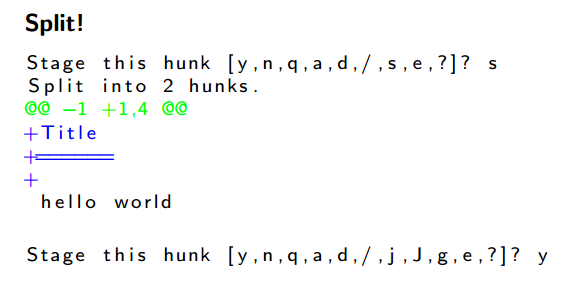 Split!
Stage this hunk [y,n,q,a,d,/,s,e,?]? s
Split into 2 hunks.
@@ -1 +1,4 @@
+Title
+=====
+
 hello world
Stage this hunk [y,n,q,a,d,/,j,J,g,e,?]? y